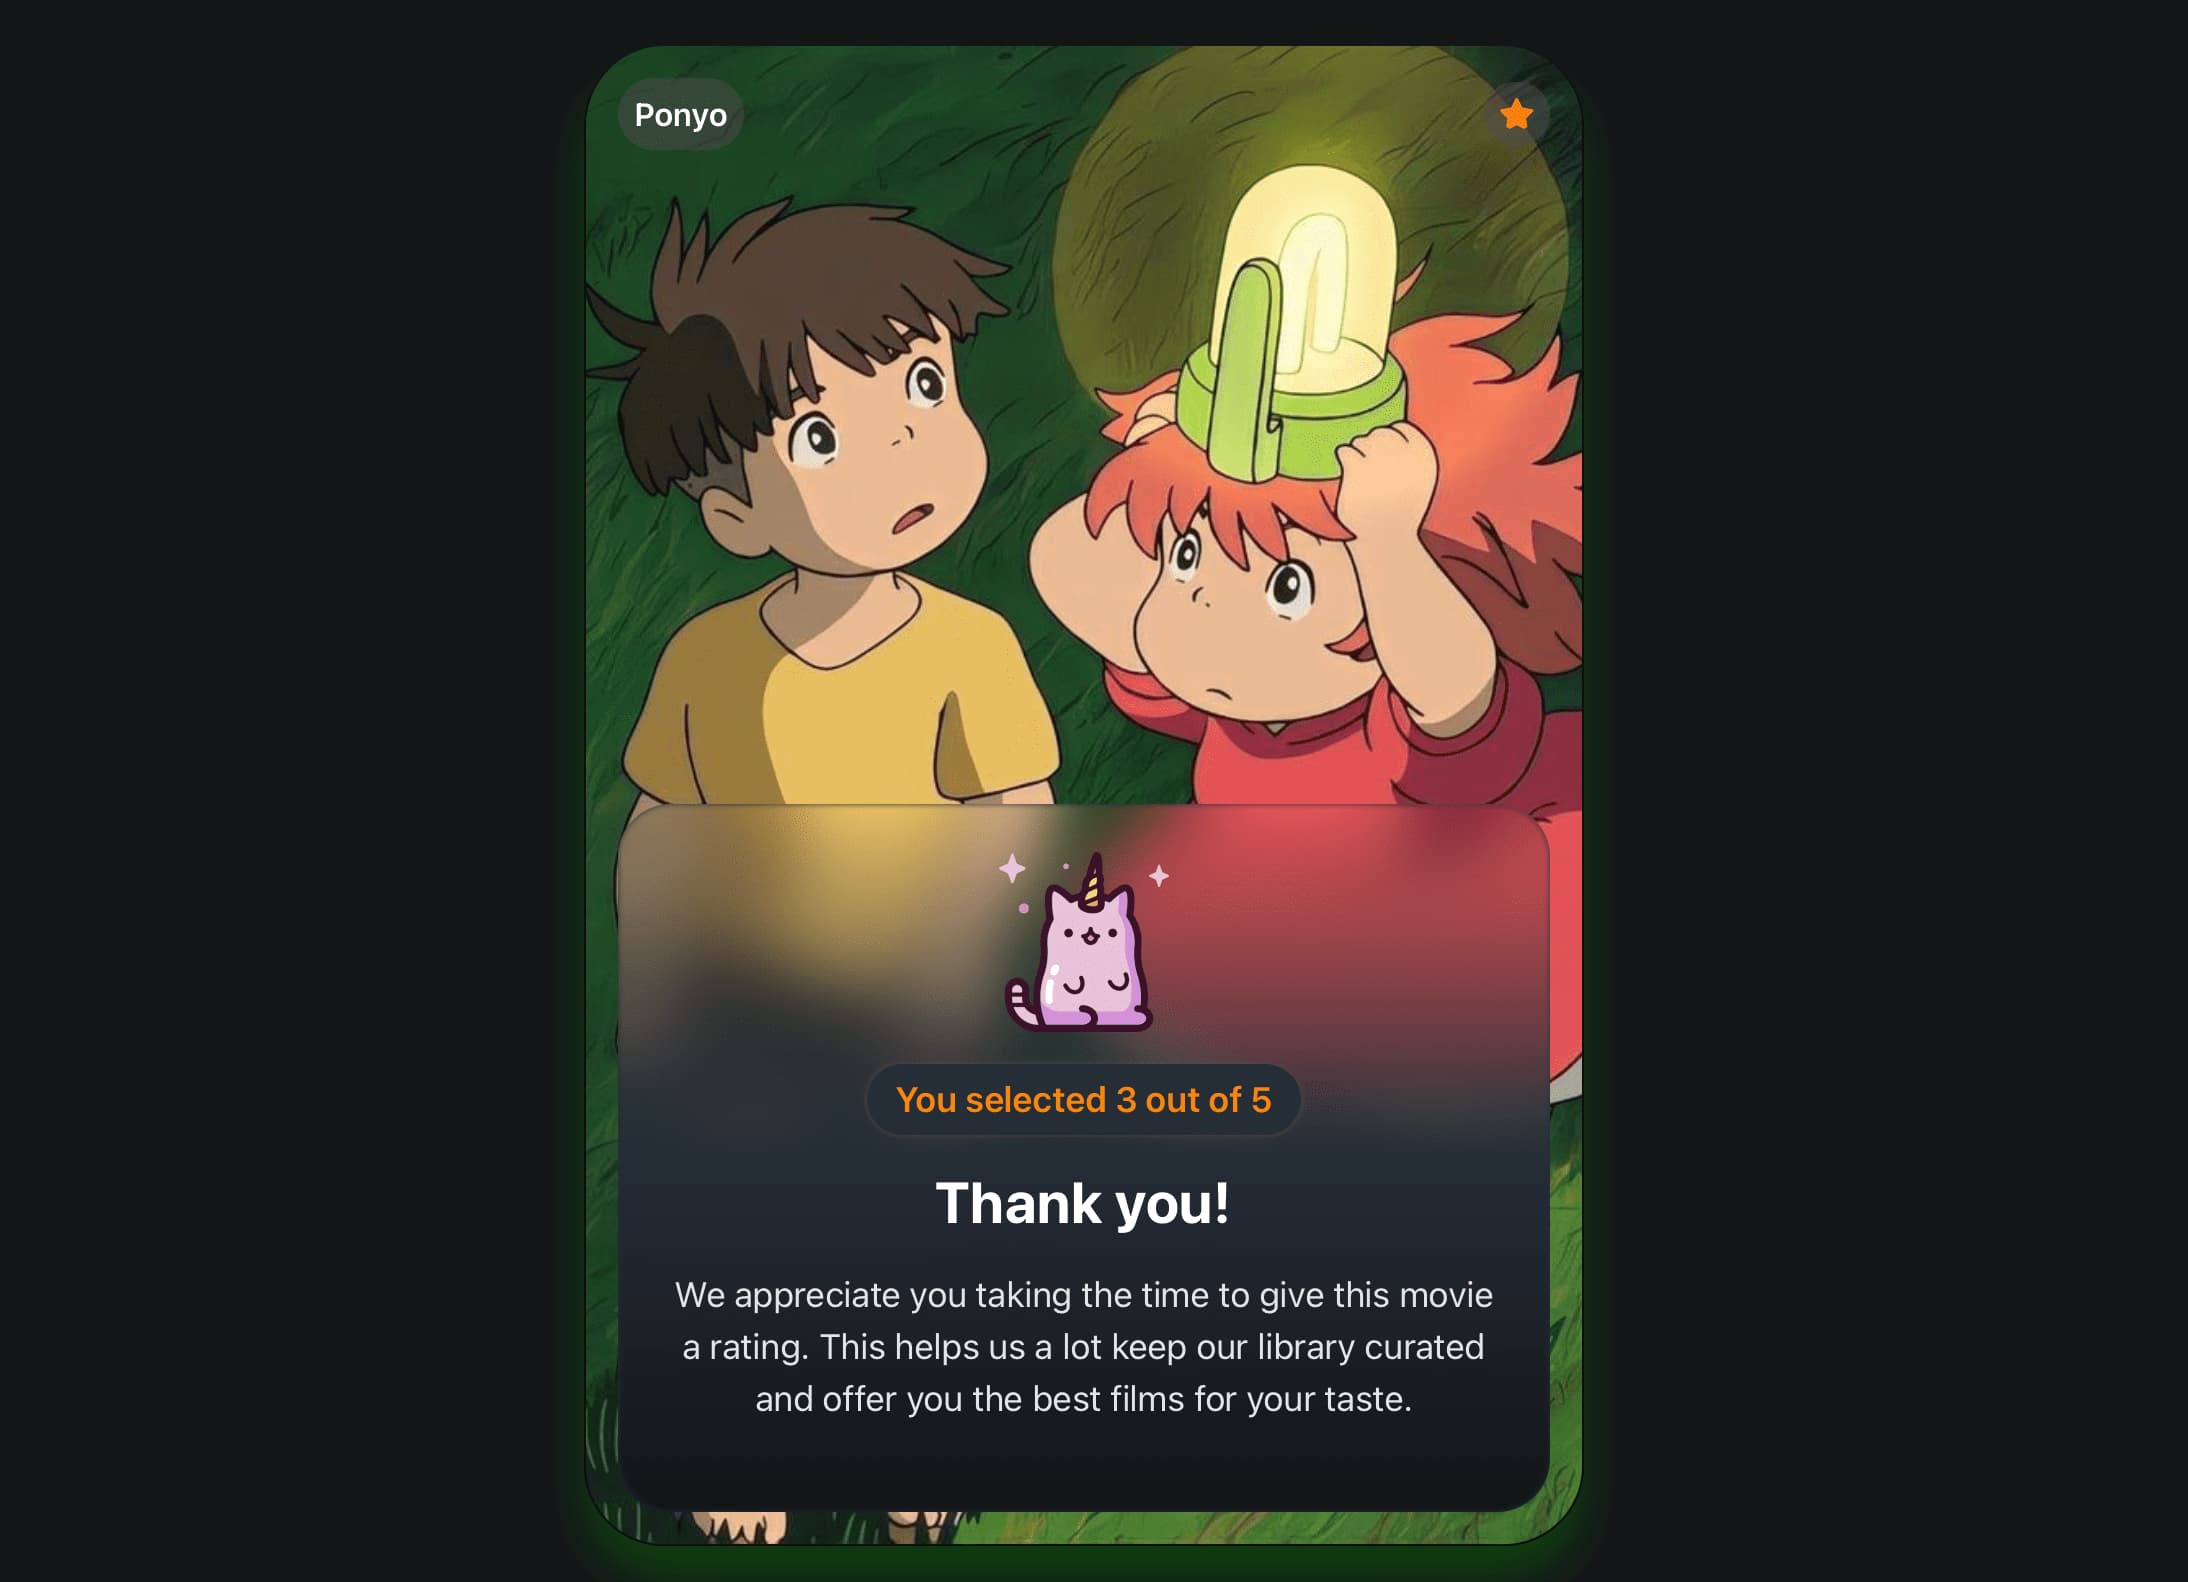 Ponyo
You selected 3 out of 5
Thank you!
We appreciate you taking the time to give this movie
a rating. This helps us a lot keep our library curated
and offer you the best films for your taste.